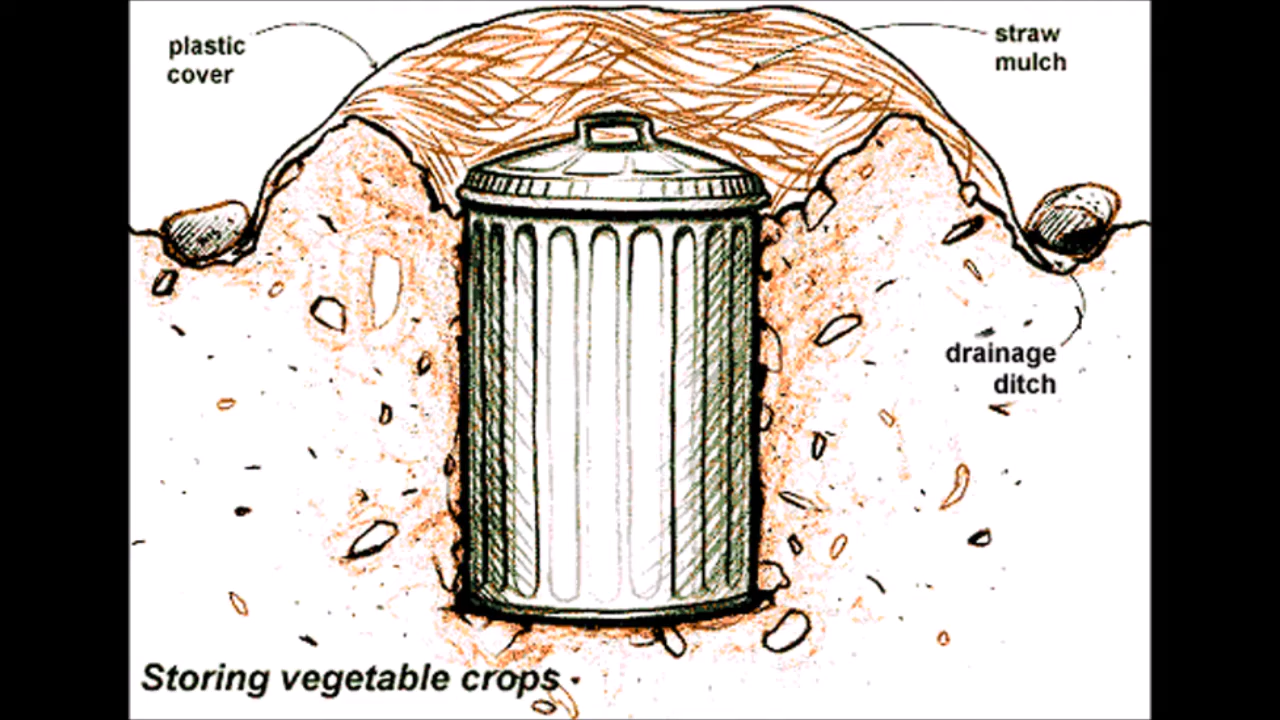 plastic
cover
straw
mulch
drainage
ditch
Storing vegetable crops